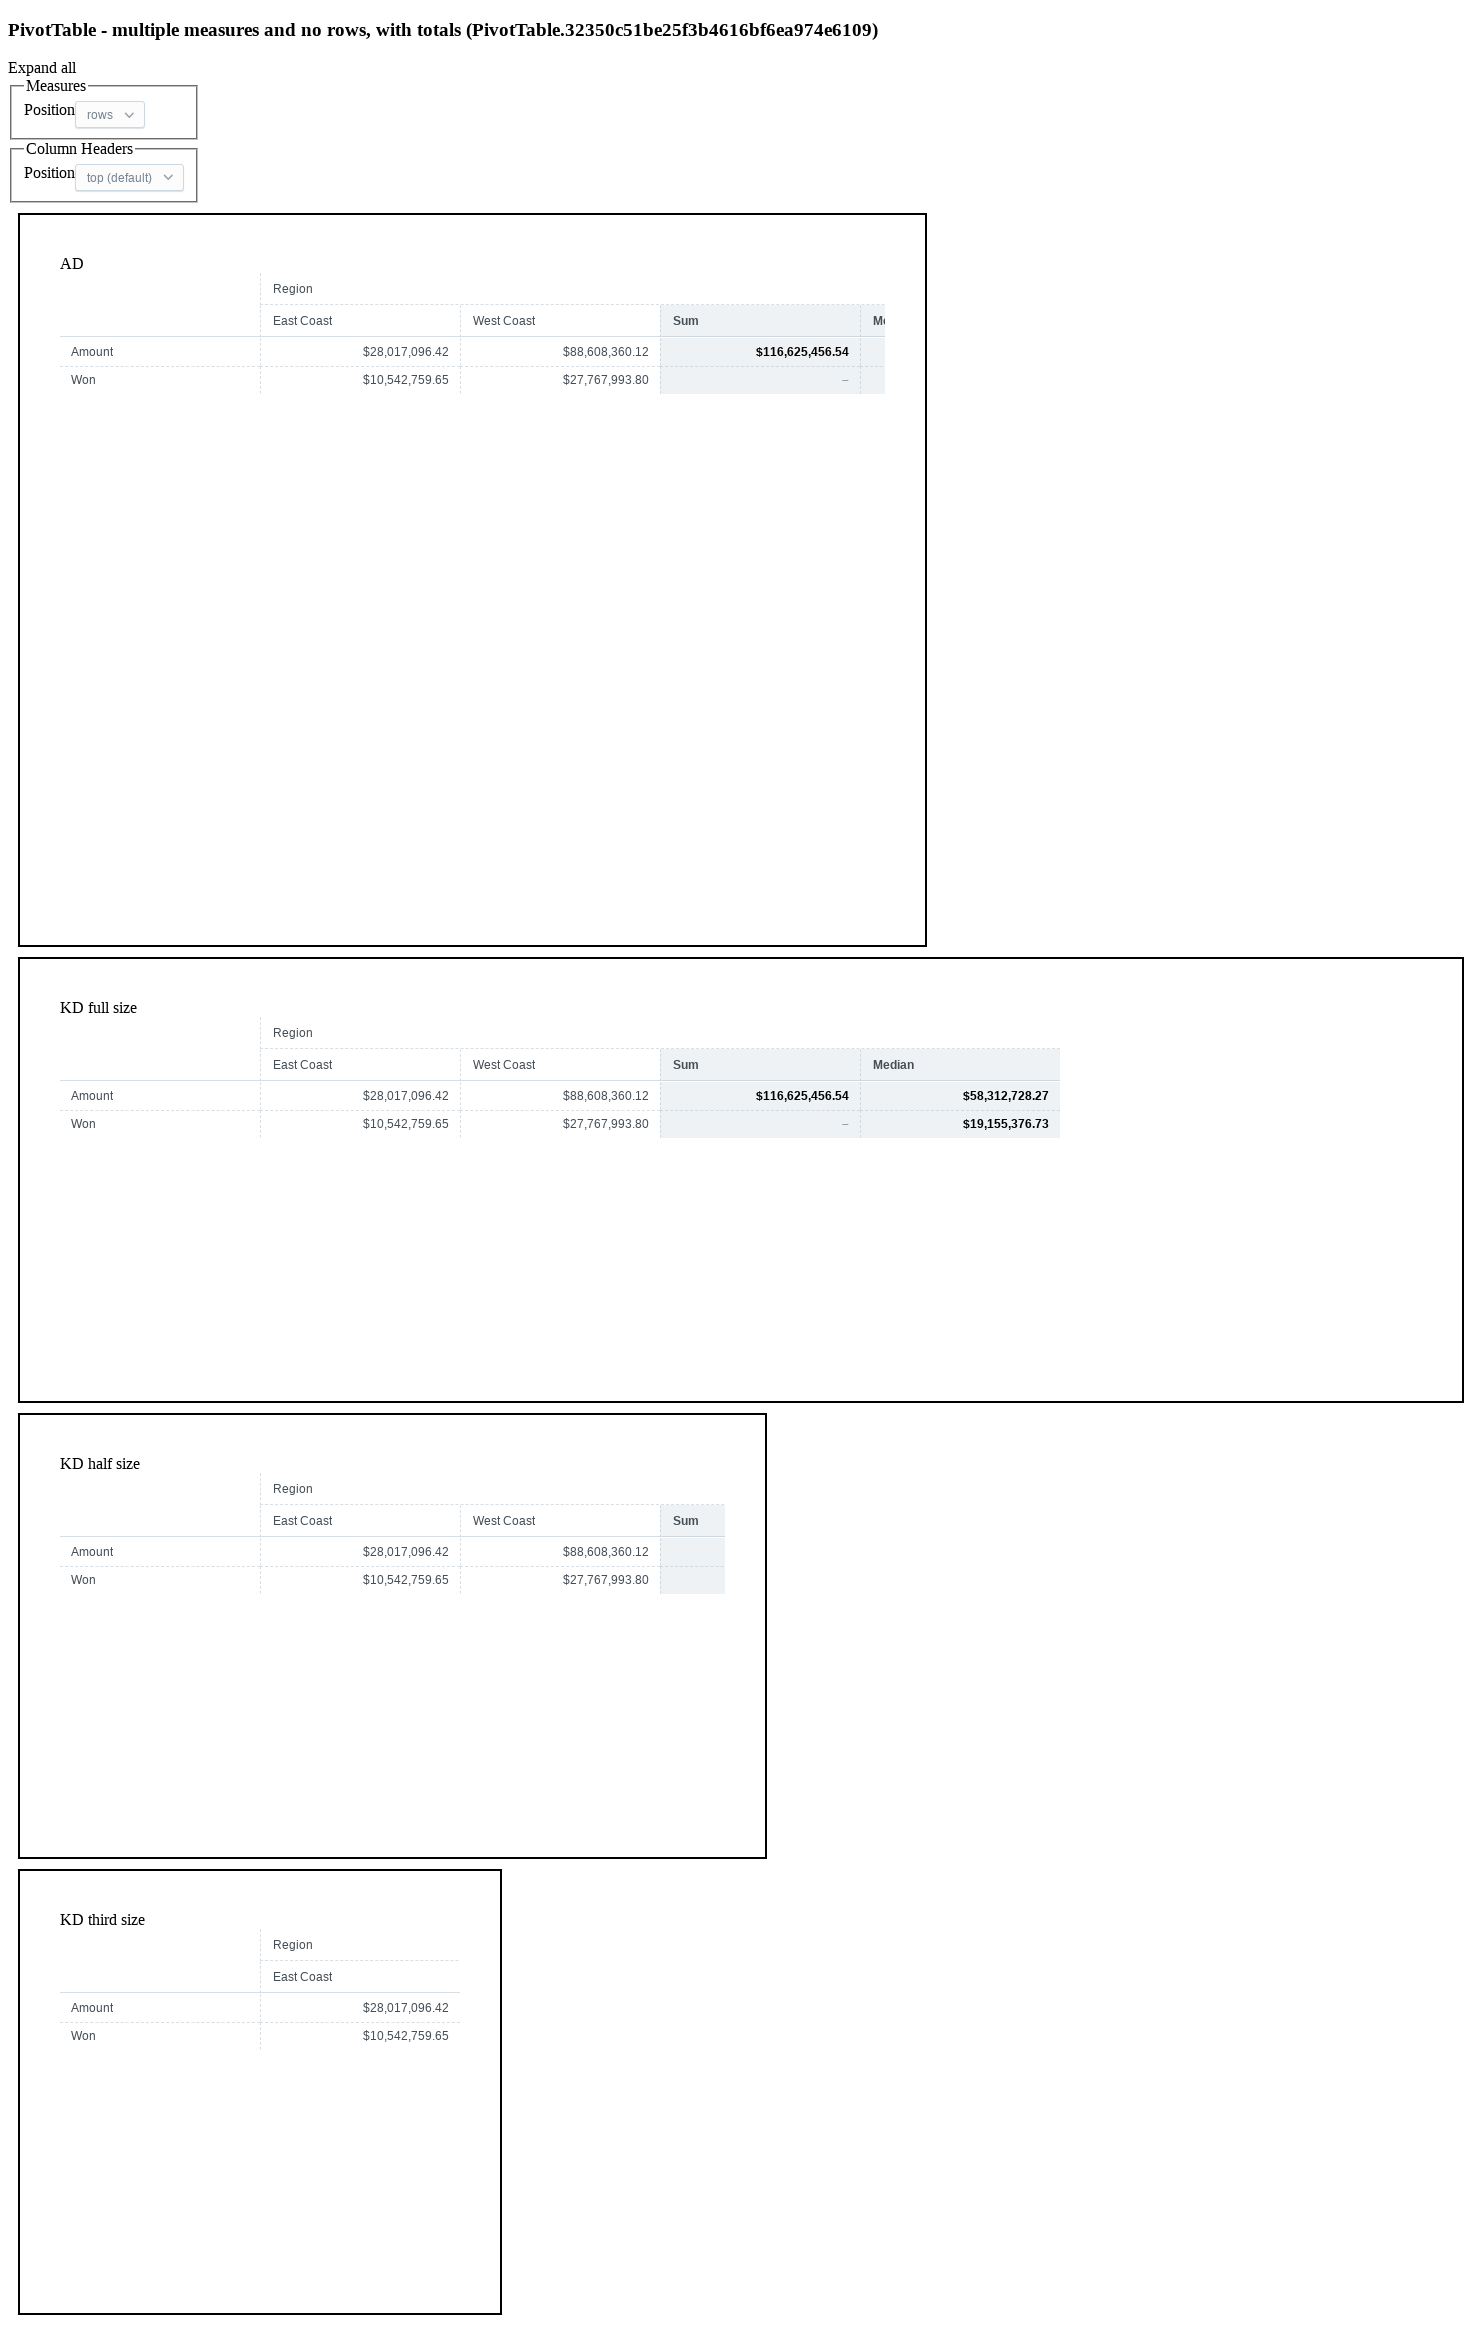 PivotTable - multiple measures and no rows, with totals (PivotTable.32350c51be25f3b4616bf6ea974e6109)
Expand all
Measures
Position rows
Column Headers
Position top (default)
AD
Region
East Coast West Coast Sum
Amount $28,017,096.42 $88,608,360.12 $116,625,456.54
Won $10,542,759.65 $27,767,993.80 –
KD full size
Region
East Coast West Coast Sum Median
Amount $28,017,096.42 $88,608,360.12 $116,625,456.54 $58,312,728.27
Won $10,542,759.65 $27,767,993.80 – $19,155,376.73
KD half size
Region
East Coast West Coast Sum
Amount $28,017,096.42 $88,608,360.12
Won $10,542,759.65 $27,767,993.80
KD third size
Region
East Coast
Amount $28,017,096.42
Won $10,542,759.65